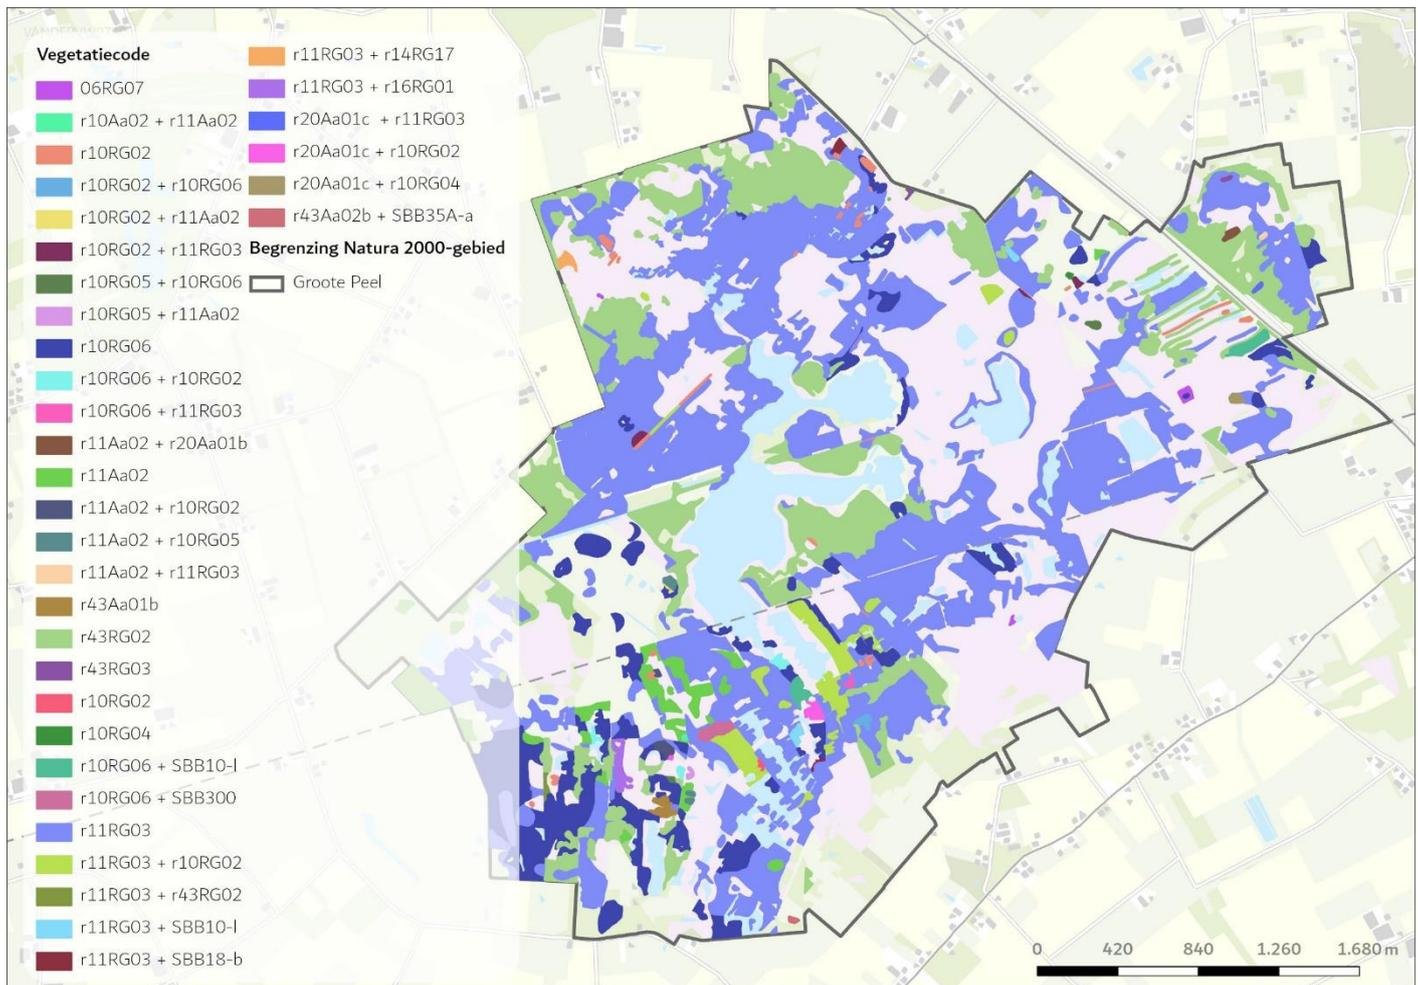 Vegetatiecode
06RG07
r10Aa02 + r11Aa02
r10RG02
r10RG02 + r10RG06
r10RG02 + r11Aa02
r10RG02 + r11RG03
r10RG05 + r10RG06
r10RG05 + r11Aa02
r10RG06
r10RG06 + r10RG02
r10RG06 + r11RG03
r11Aa02 + r20Aa01b
r11Aa02
r11Aa02 + r10RG02
r11Aa02 + r10RG05
r11Aa02 + r11RG03
r43Aa01b
r43RG02
r43RG03
r10RG02
r10RG04
r10RG06 + SBB10-l
r10RG06 + SBB300
r11RG03
r11RG03 + r10RG02
r11RG03 + r43RG02
r11RG03 + SBB10-l
r11RG03 + SBB18-b
r11RG03 + r14RG17
r11RG03 + r16RG01
r20Aa01c + r11RG03
r20Aa01c + r10RG02
r20Aa01c + r10RG04
r43Aa02b + SBB35A-a
Begrenzing Natura 2000-gebied
Groote Peel
0 420 840 1.260 1.680 m